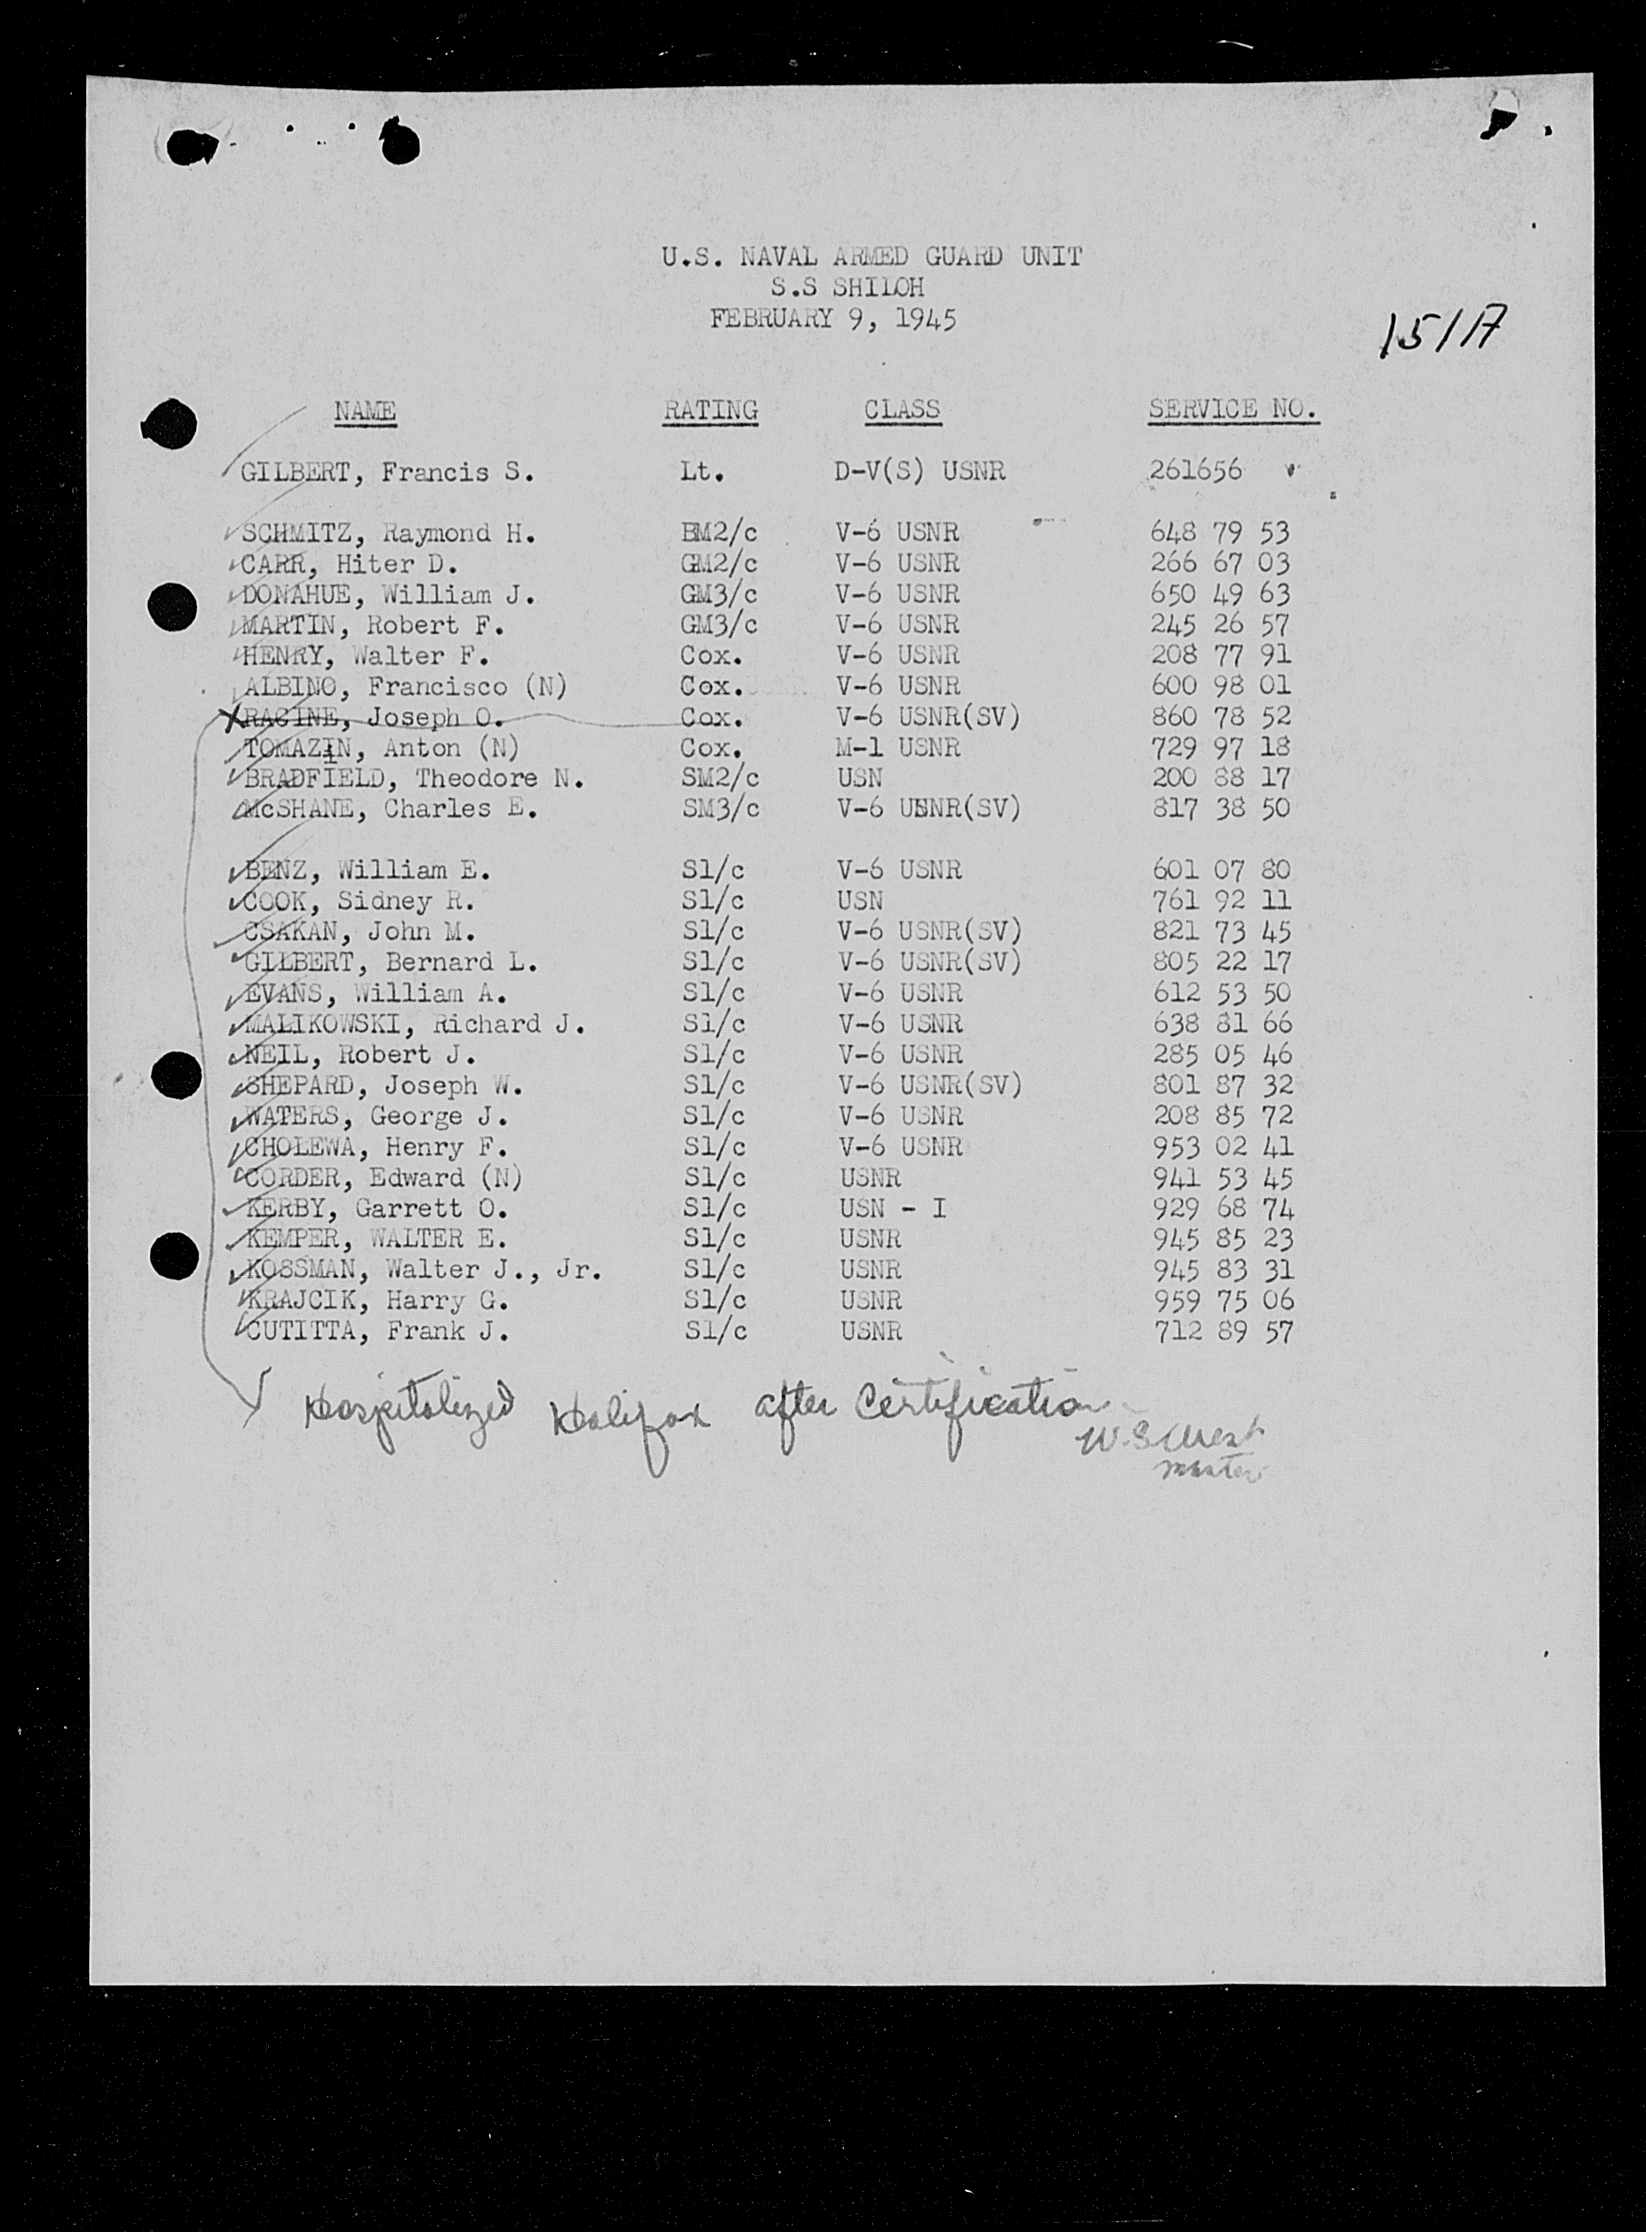 U.S. NAVAL ARMED GUARD UNIT
S.S SHILOH
FEBRUARY 9, 1945
151A
NAME RATING CLASS SERVICE NO.
GILBERT, Francis S. Lt. D-V(S) USNR 261656
SCHMITZ, Raymond H. BM2/c V-6 USNR 648 79 53
CARR, Hiter D. GM2/c V-6 USNR 266 67 03
DONAHUE, William J. GM3/c V-6 USNR 650 49 63
MARTIN, Robert F. GM3/c V-6 USNR 245 26 57
HENRY, Walter F. Cox. V-6 USNR 208 77 91
ALBINO, Francisco (N) Cox. V-6 USNR 600 98 01
RACINE, Joseph O. Cox. V-6 USNR(SV) 860 78 52
TOMAZIN, Anton (N) Cox. M-1 USNR 729 97 18
BRADFIELD, Theodore N. SM2/c USN 200 88 17
McSHANE, Charles E. SM3/c V-6 USNR(SV) 817 38 50
BENZ, William E. S1/c V-6 USNR 601 07 80
COOK, Sidney R. S1/c USN 761 92 11
CSAKAN, John M. S1/c V-6 USNR(SV) 821 73 45
GILBERT, Bernard L. S1/c V-6 USNR(SV) 805 22 17
EVANS, William A. S1/c V-6 USNR 612 53 50
MALIKOWSKI, Richard J. S1/c V-6 USNR 638 81 66
NEIL, Robert J. S1/c V-6 USNR 285 05 46
SHEPARD, Joseph W. S1/c V-6 USNR(SV) 801 87 32
WATERS, George J. S1/c V-6 USNR 208 85 72
CHOLEWA, Henry F. S1/c V-6 USNR 953 02 41
CORDER, Edward (N) S1/c USNR 941 53 45
KERBY, Garrett O. S1/c USN - I 929 68 74
KEMPER, WALTER E. S1/c USNR 945 85 23
KOSSMAN, Walter J., Jr. S1/c USNR 945 83 31
KRAJCIK, Harry G. S1/c USNR 959 75 06
CUTITTA, Frank J. S1/c USNR 712 89 57
Hospitalized Halifax after Certification
W.S. West
Master